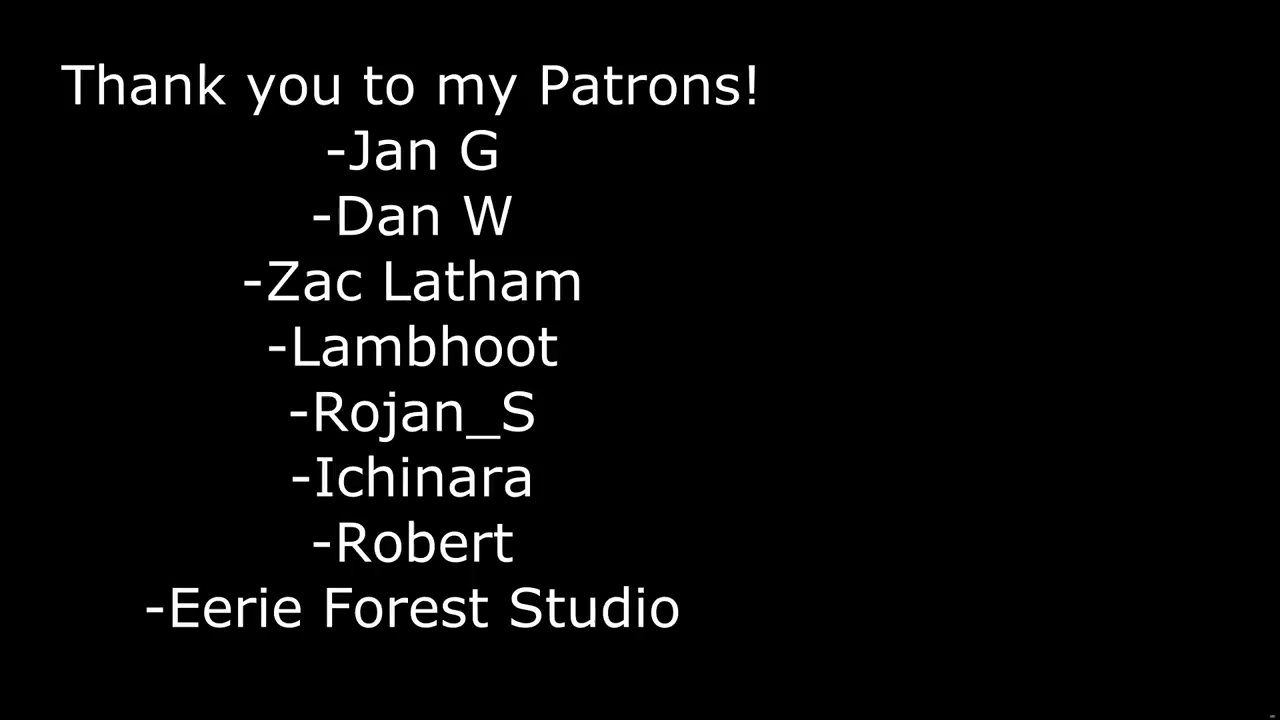 Thank you to my Patrons!
-Jan G
-Dan W
-Zac Latham
-Lambhoot
-Rojan_S
-Ichinara
-Robert
-Eerie Forest Studio